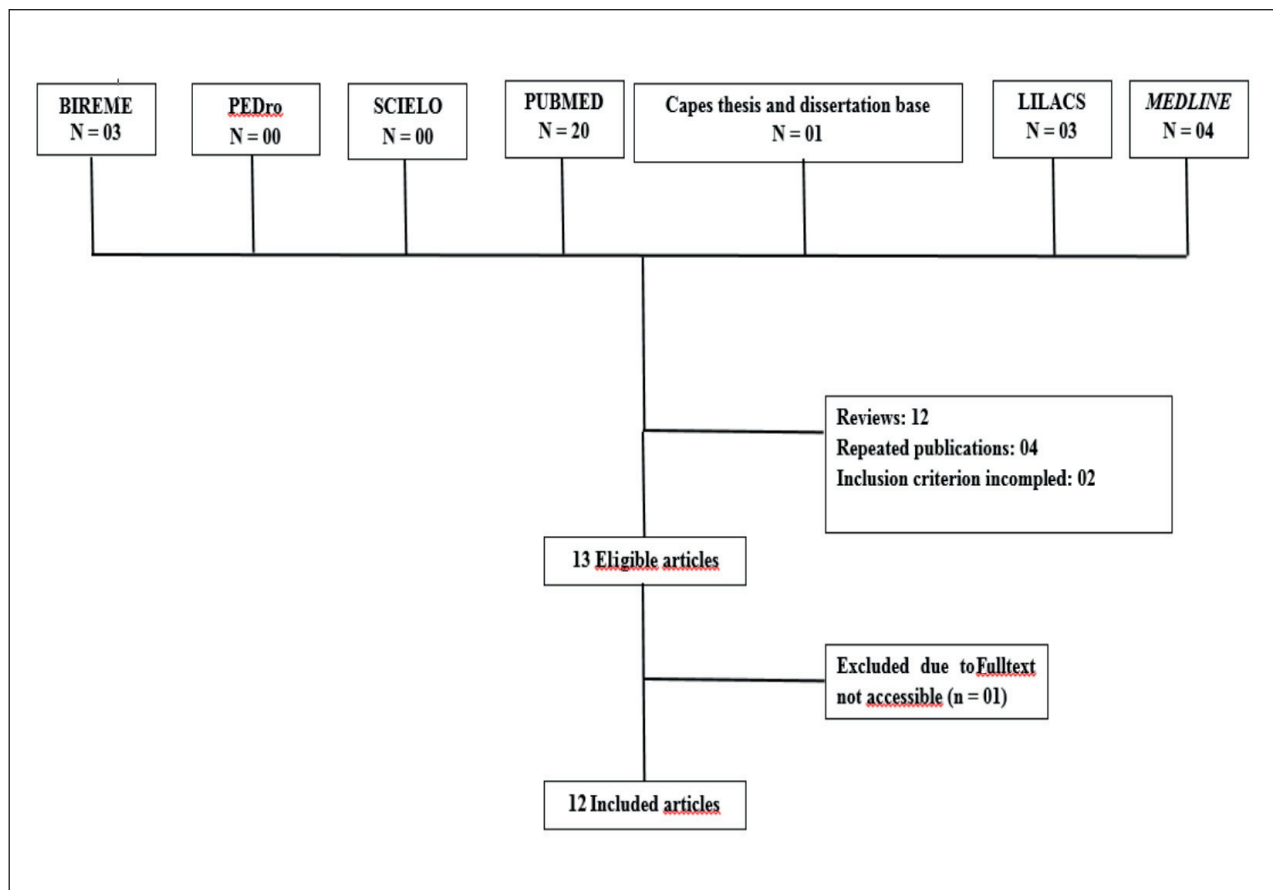 BIREME
N = 03
PEDro
N = 00
SCIELO
N = 00
PUBMED
N = 20
Capes thesis and dissertation base
N = 01
LILACS
N = 03
MEDLINE
N = 04
Reviews: 12
Repeated publications: 04
Inclusion criterion incompled: 02
13 Eligible articles
Excluded due to Fulltext
not accessible (n = 01)
12 Included articles